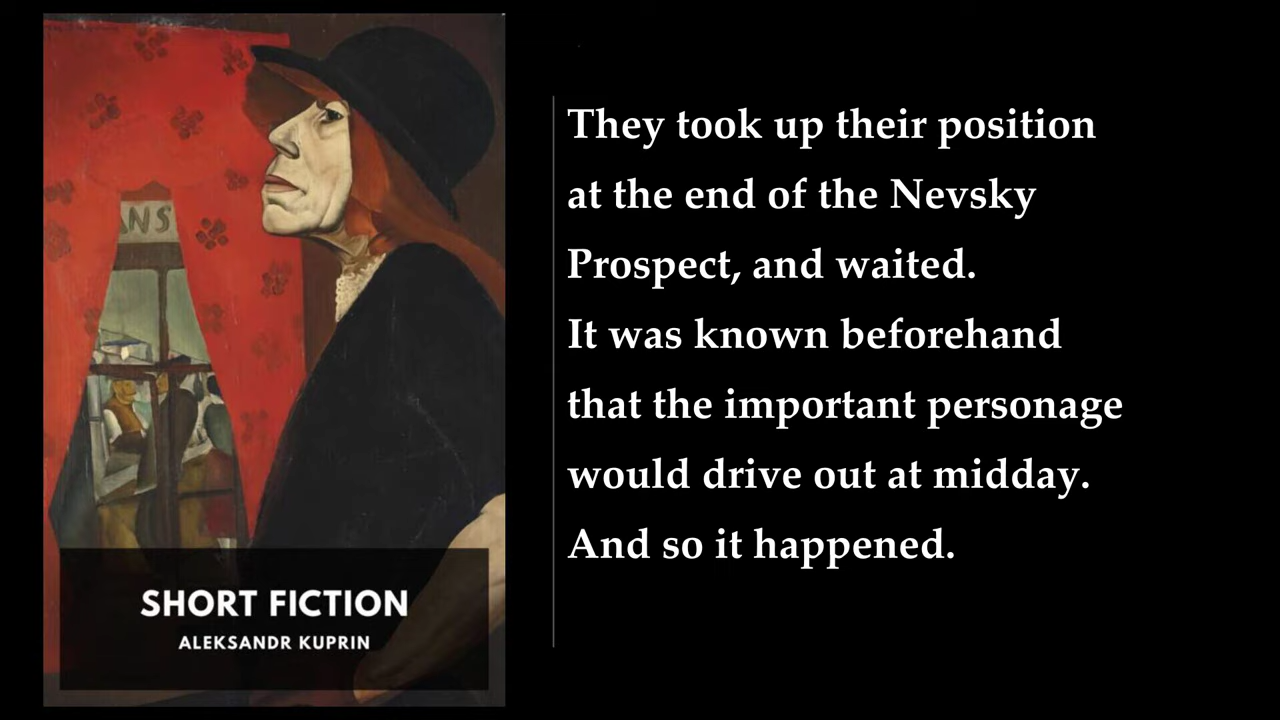 ANS
SHORT FICTION
ALEKSANDR KUPRIN
They took up their position
at the end of the Nevsky
Prospect, and waited.
It was known beforehand
that the important personage
would drive out at midday.
And so it happened.